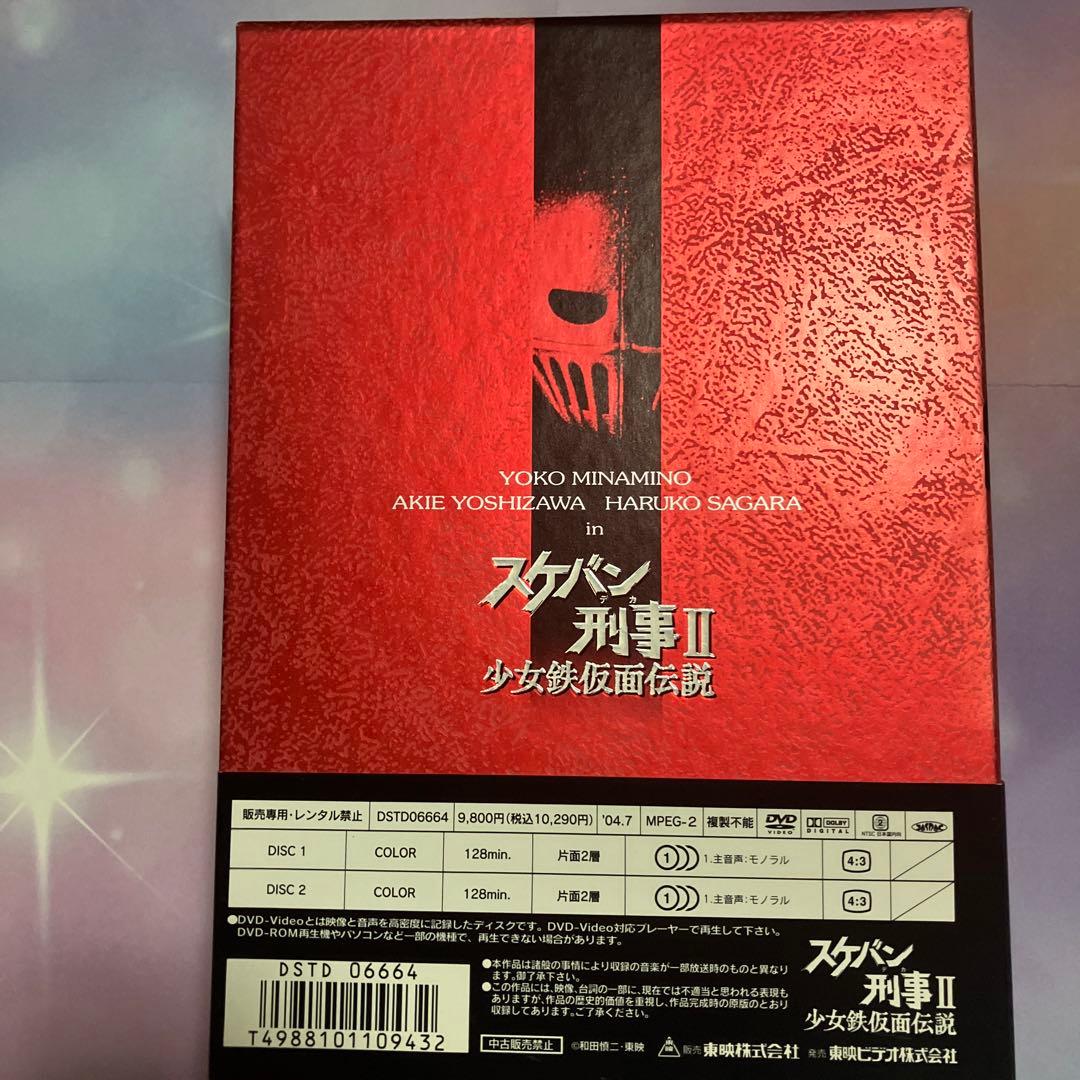 YOKO MINAMINO
AKIE YOSHIZAWA HARUKO SAGARA
in
スケバン
デカ
刑事II
少女鉄仮面伝説
販売専用・レンタル禁止 DSTD06664 9,800円(税込10,290円) '04.7 MPEG-2 複製不能 DVD VIDEO DOLBY DIGITAL 2 NTSC 日本国内向
DISC 1 COLOR 128min. 片面2層 1 1.主音声:モノラル 4:3
DISC 2 COLOR 128min. 片面2層 1 1.主音声:モノラル 4:3
●DVD-Videoとは映像と音声を高密度に記録したディスクです。DVD-Video対応プレーヤーで再生して下さい。
DVD-ROM再生機やパソコンなど一部の機種で、再生できない場合があります。
DSTD 06664
T4988101109432
●本作品は諸般の事情により収録の音楽が一部放送時のものと異なり
ます。御了承下さい。
●この作品には、映像、台詞の一部に、現在では不適当と思われる表現も
ありますが、作品の歴史的価値を重視し、作品完成時の原版のとおり
収録してあります。ご了承ください。
中古販売禁止 ©和田慎二・東映 東映 販売 東映株式会社 発売 東映ビデオ株式会社
スケバン
デカ
刑事II
少女鉄仮面伝説